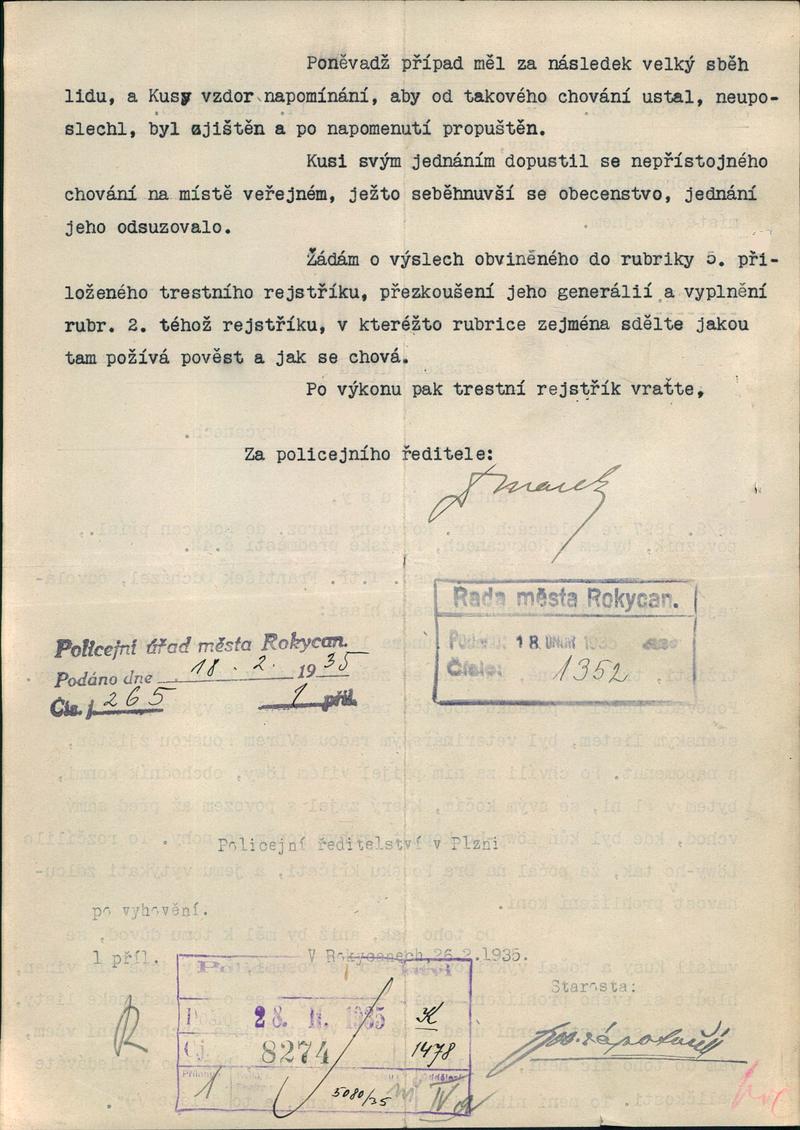 Poněvadž případ měl za následek velký sběh
lidu, a Kusy vzdor napomínání, aby od takového chování ustal, neupo-
slechl, byl zjištěn a po napomenutí propuštěn.
Kusi svým jednáním dopustil se nepřístojného
chování na místě veřejném, ježto seběhnuvší se obecenstvo, jednání
jeho odsuzovalo.
Žádám o výslech obviněného do rubriky 5. při-
loženého trestního rejstříku, přezkoušení jeho generálií a vyplnění
rubr. 2. téhož rejstříku, v kteréžto rubrice zejména sdělte jakou
tam požívá pověst a jak se chová.
Po výkonu pak trestní rejstřík vraťte,
Za policejního ředitele:
Rada města Rokycan.
18 ÚNOR 1935
Číslo: 1352
Policejní úřad města Rokycan.
Podáno dne 18. 2. 1935
Čís. j. 265 1 příl.
Policejní ředitelství v Plzni
po vyhovění.
1 příl. V Rokycanech, 26.2.1935.
Starosta:
28. II. 1935 K
Čj. 8274 1478
1 5080/35 IV a